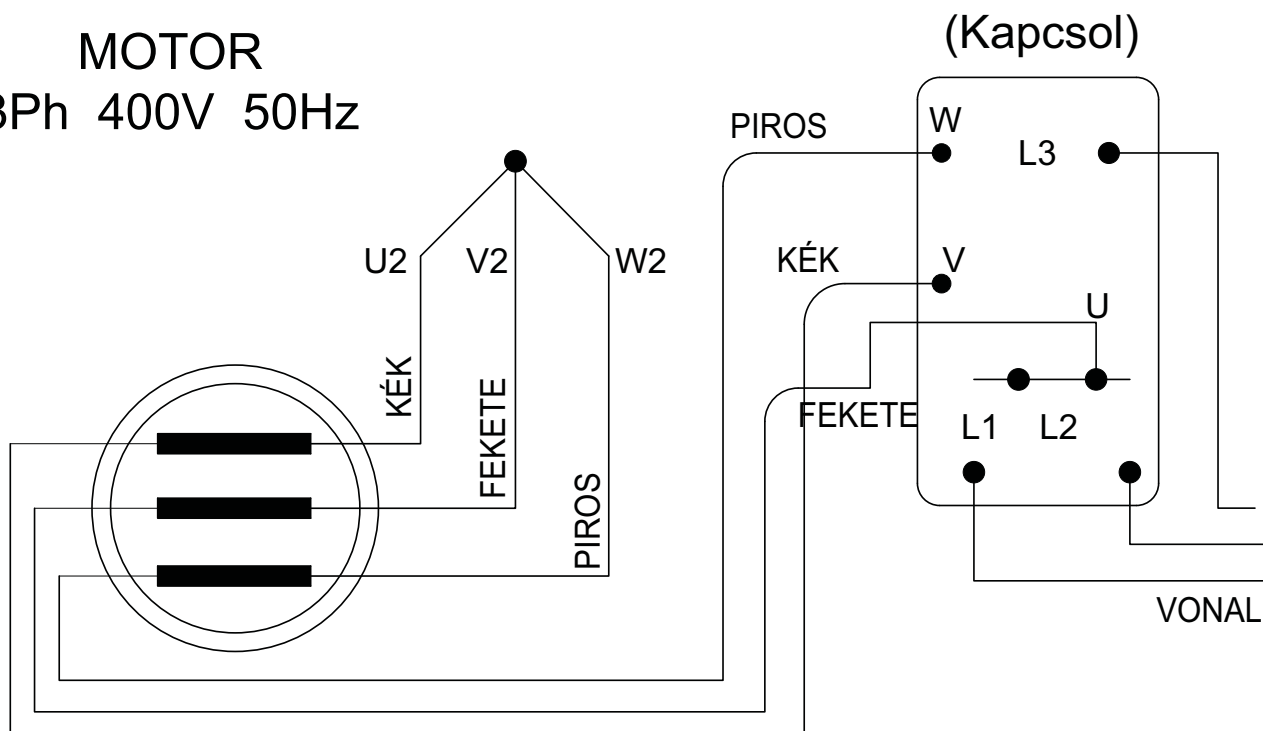 MOTOR
3Ph 400V 50Hz
(Kapcsol)
PIROS
W
L3
U2
V2
W2
KÉK
V
U
KÉK
FEKETE
FEKETE
L1
L2
PIROS
VONAL